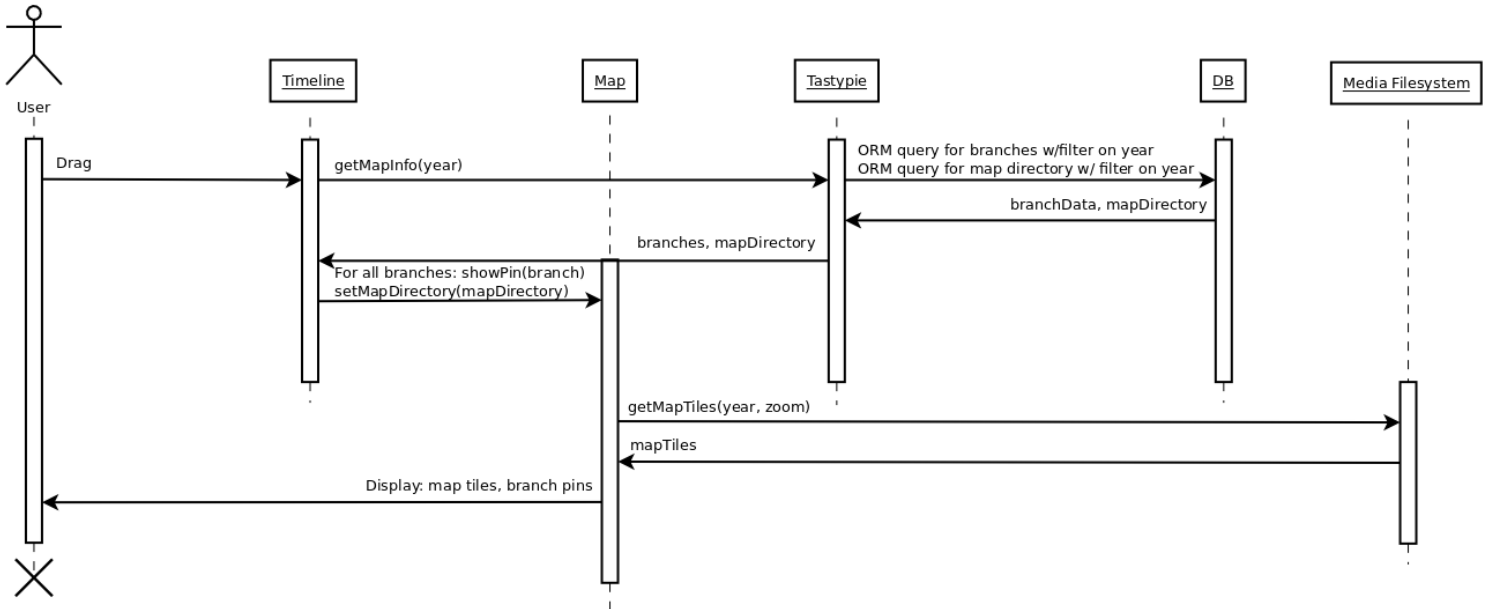 User
Timeline
Map
Tastypie
DB
Media Filesystem
Drag
getMapInfo(year)
ORM query for branches w/filter on year
ORM query for map directory w/ filter on year
branchData, mapDirectory
branches, mapDirectory
For all branches: showPin(branch)
setMapDirectory(mapDirectory)
getMapTiles(year, zoom)
mapTiles
Display: map tiles, branch pins